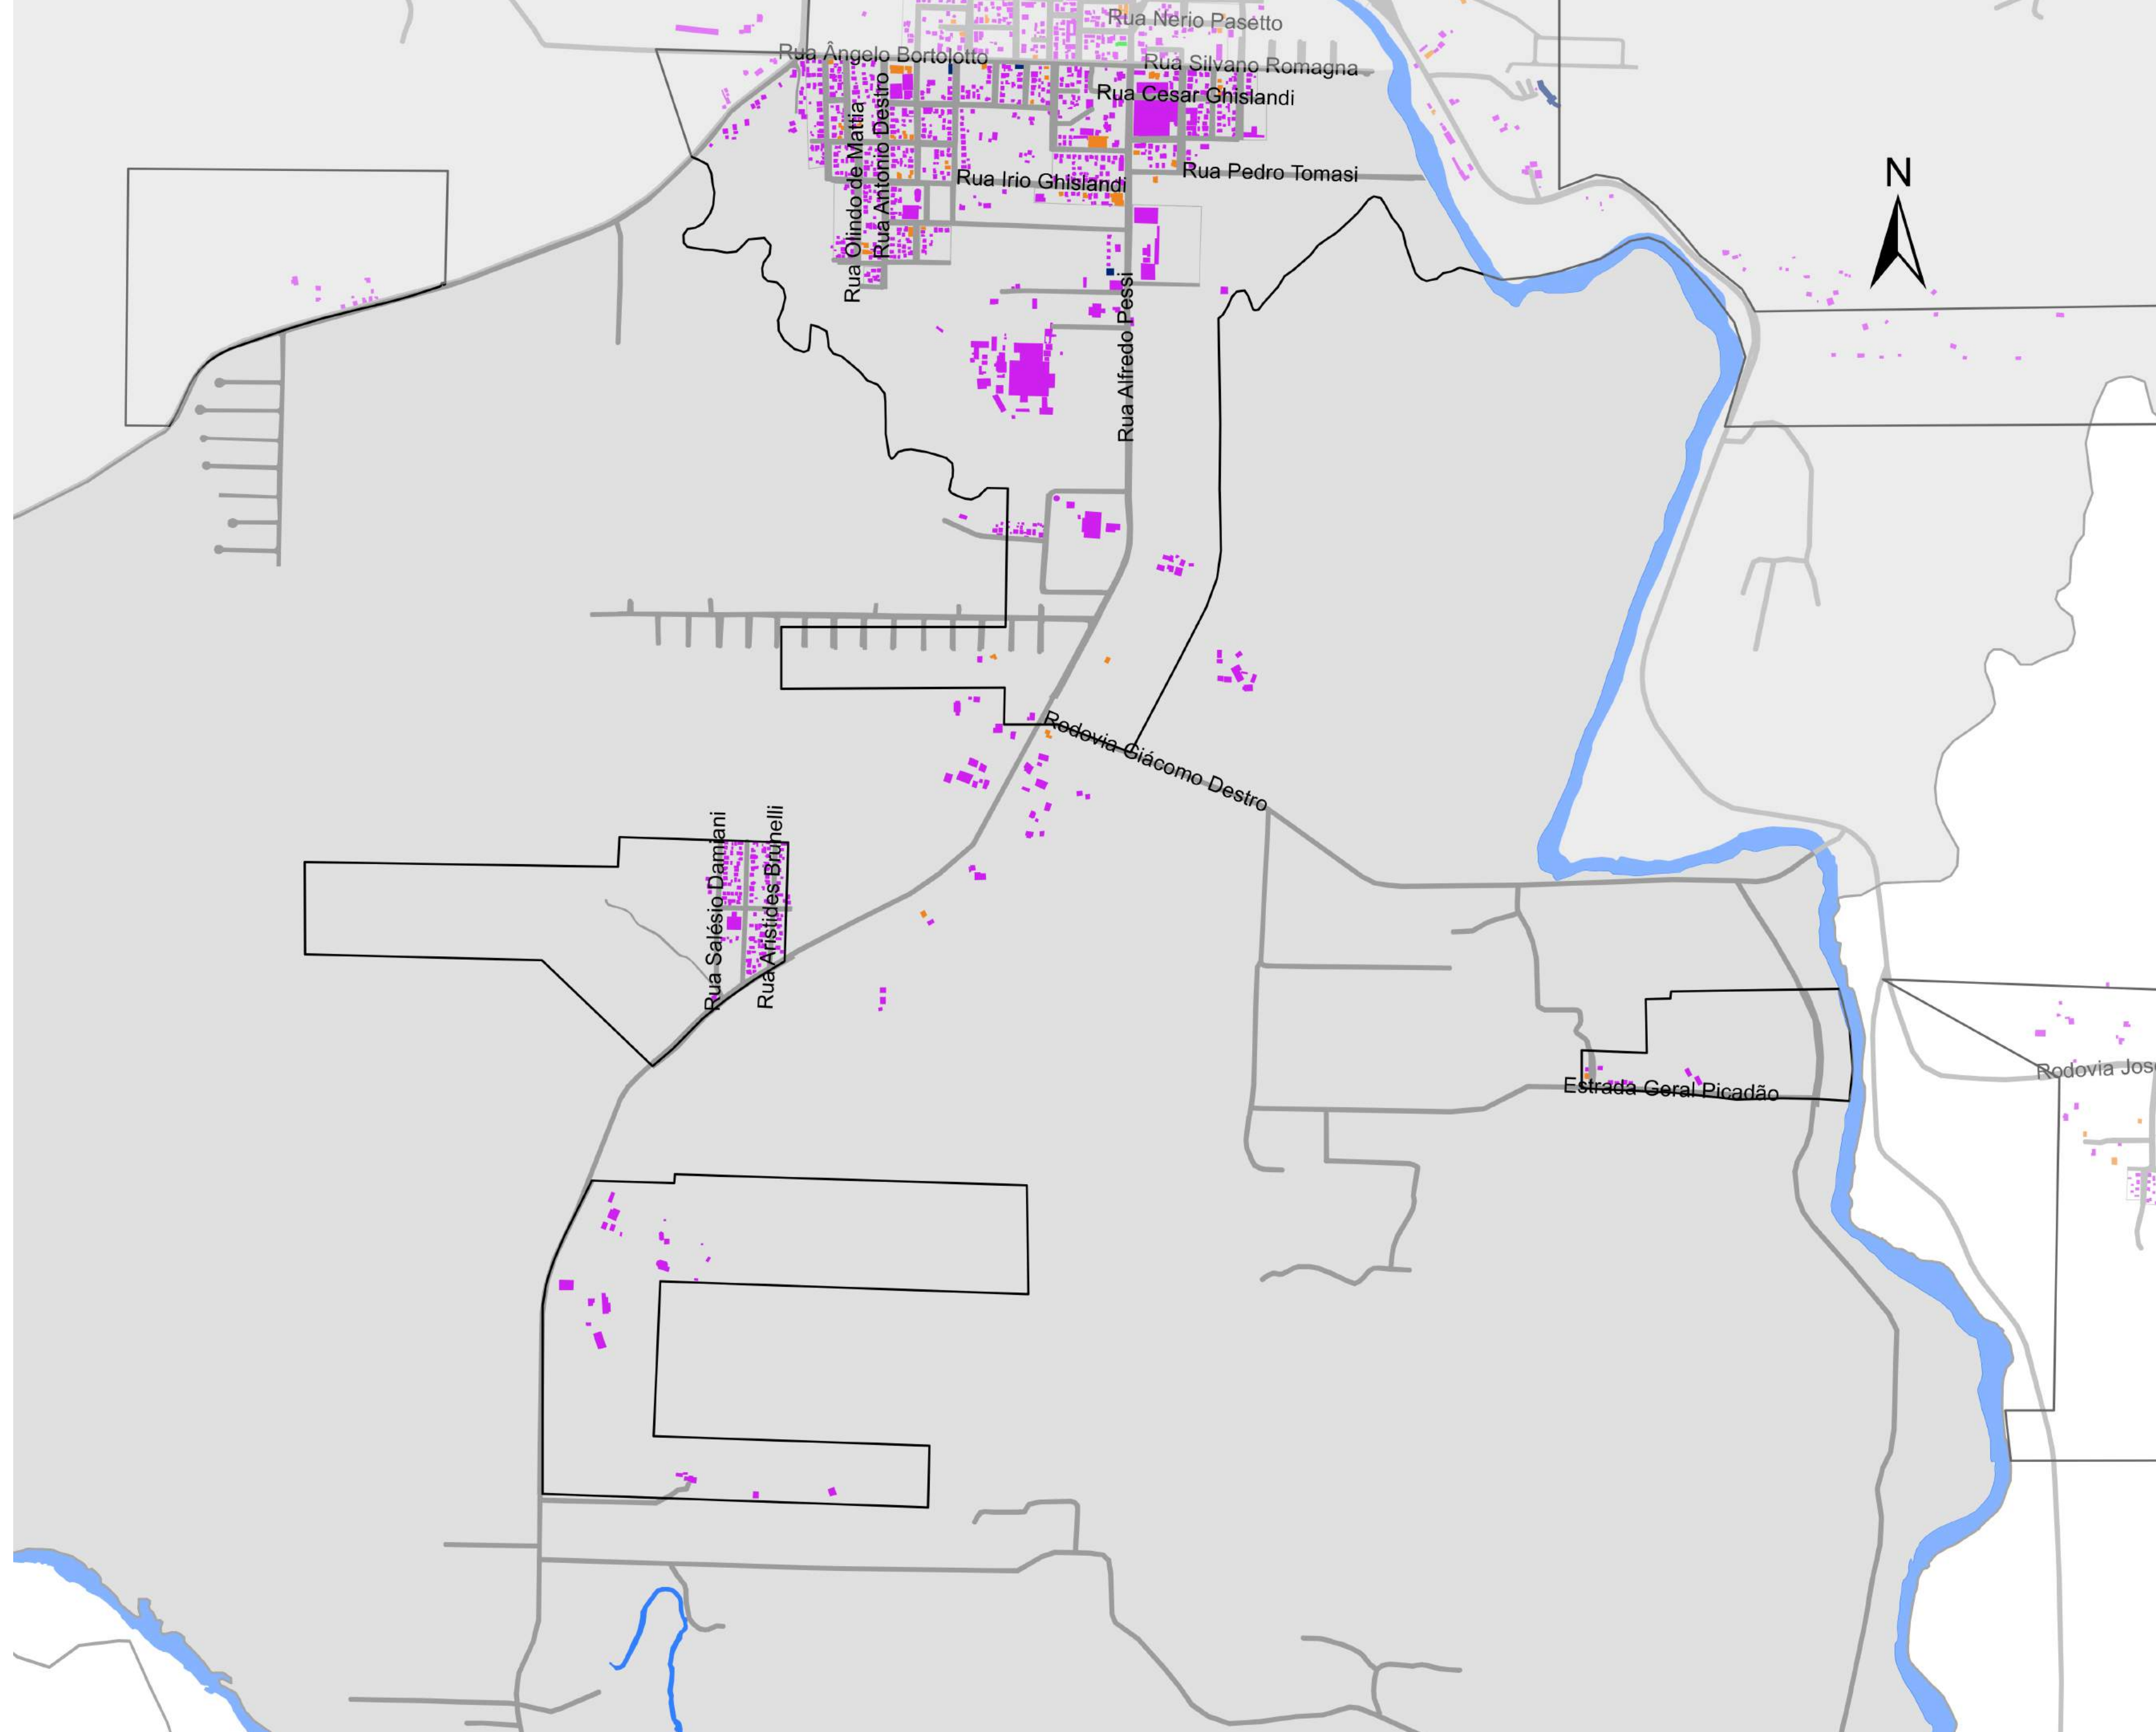 Rua Nerio Pasetto
Rua Ângelo Bortolotto
Rua Silvano Romagna
Rua Cesar Ghislandi
Rua Olindo de Mattia
Rua Antonio Destro
Rua Irio Ghislandi
Rua Pedro Tomasi
N
Rua Alfredo Pessi
Rodovia Giácomo Destro
Rua Salésio Damiani
Rua Aristides Brunelli
Estrada Geral Picadão
Rodovia Jos